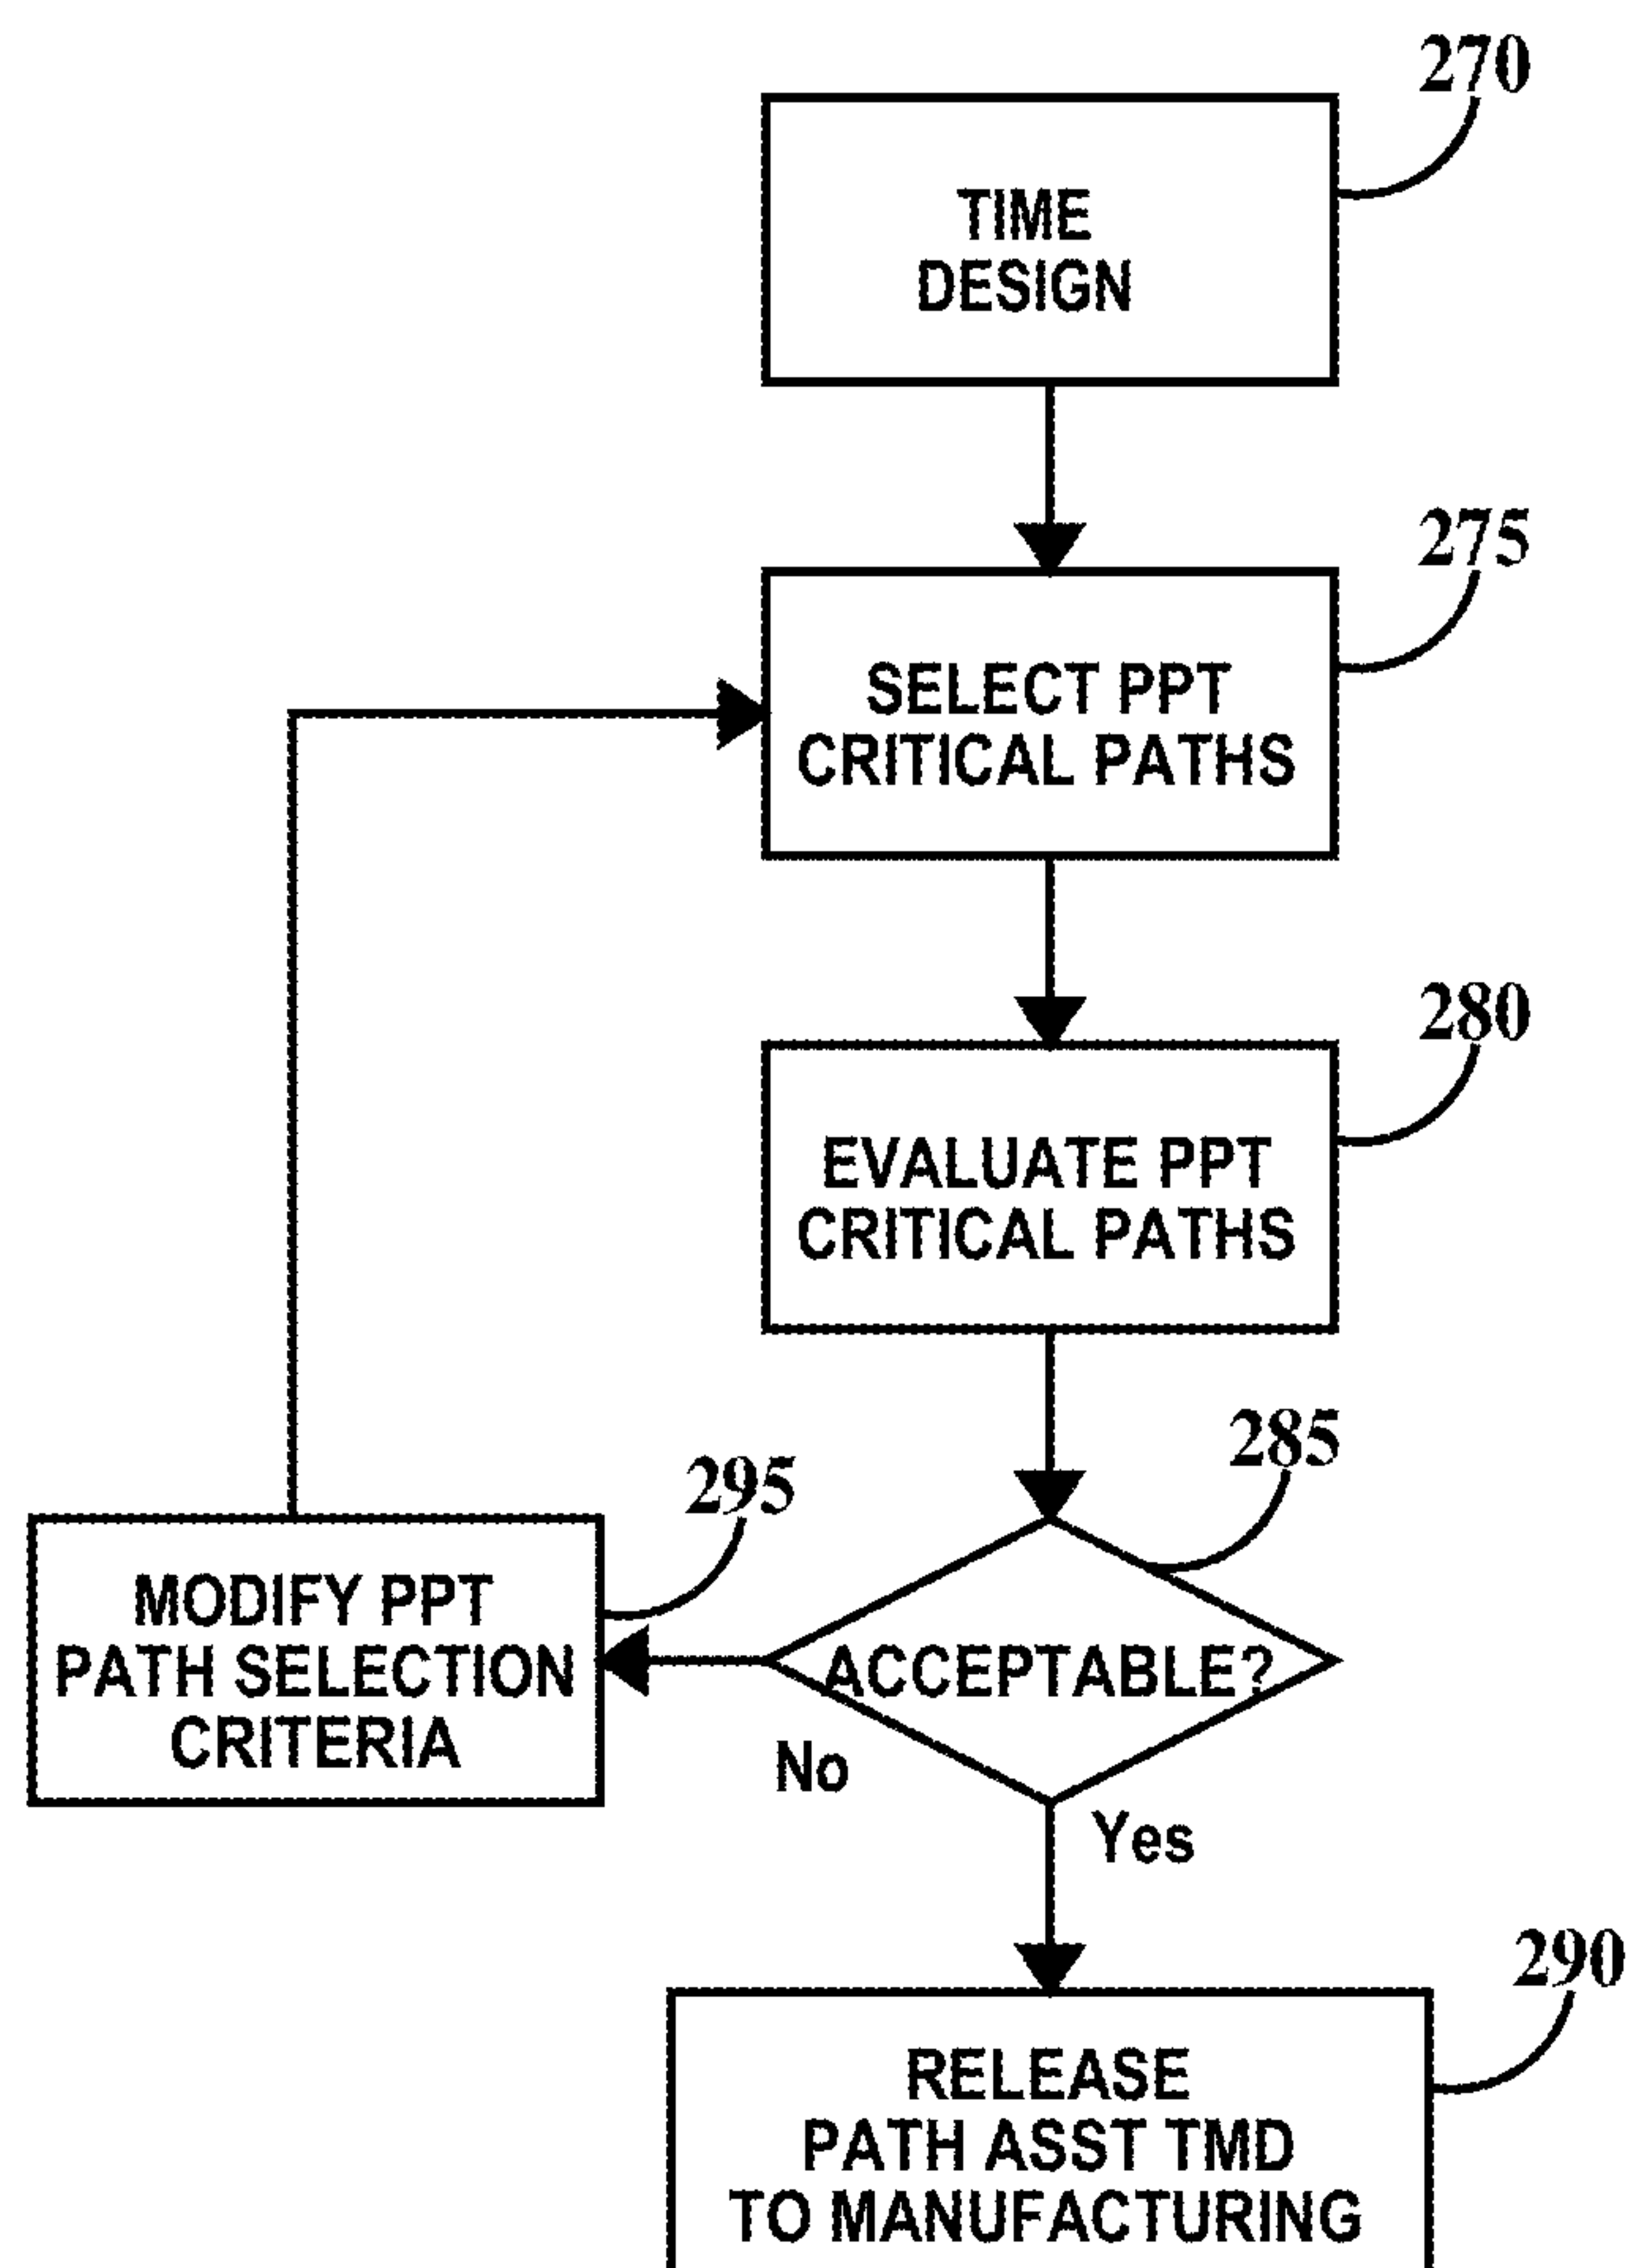 270
TIME
DESIGN
275
SELECT PPT
CRITICAL PATHS
280
EVALUATE PPT
CRITICAL PATHS
285
295
MODIFY PPT
PATH SELECTION
CRITERIA
ACCEPTABLE?
No
Yes
290
RELEASE
PATH ASST TMD
TO MANUFACTURING